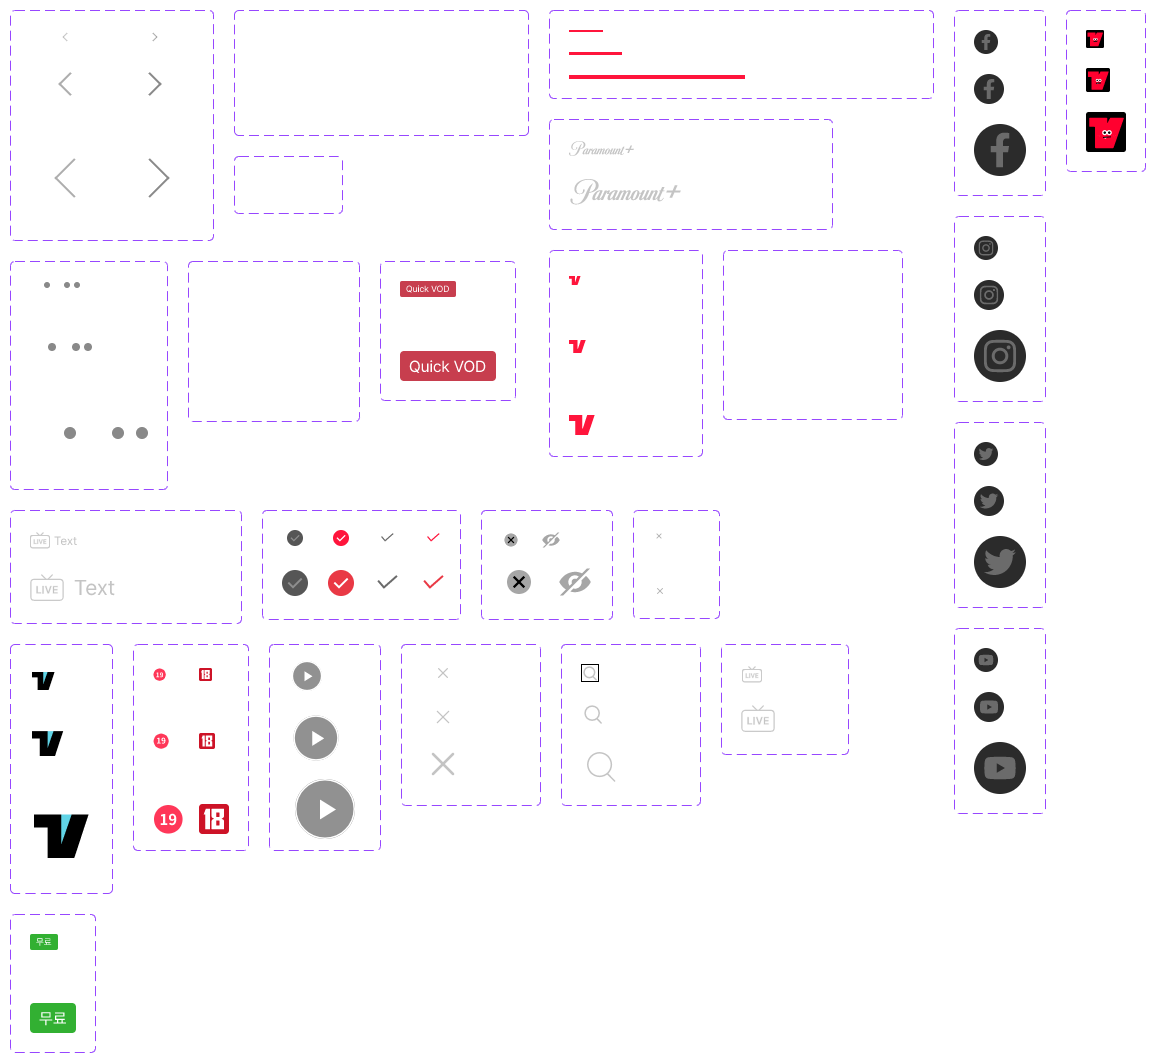 Paramount+
Paramount+
Quick VOD
Quick VOD
LIVE Text
LIVE Text
19 18
19 18
19 18
LIVE
LIVE
무료
무료